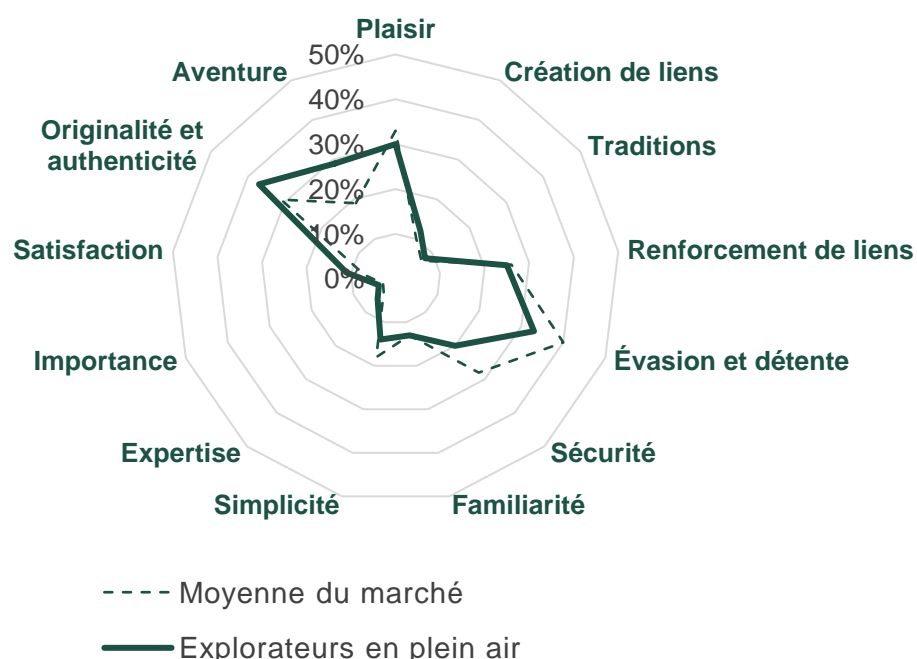 Plaisir
50%
Aventure
Création de liens
40%
Originalité et
authenticité
30%
Traditions
20%
10%
Satisfaction
Renforcement de liens
0%
Importance
Évasion et détente
Expertise
Sécurité
Simplicité
Familiarité
Moyenne du marché
Explorateurs en plein air